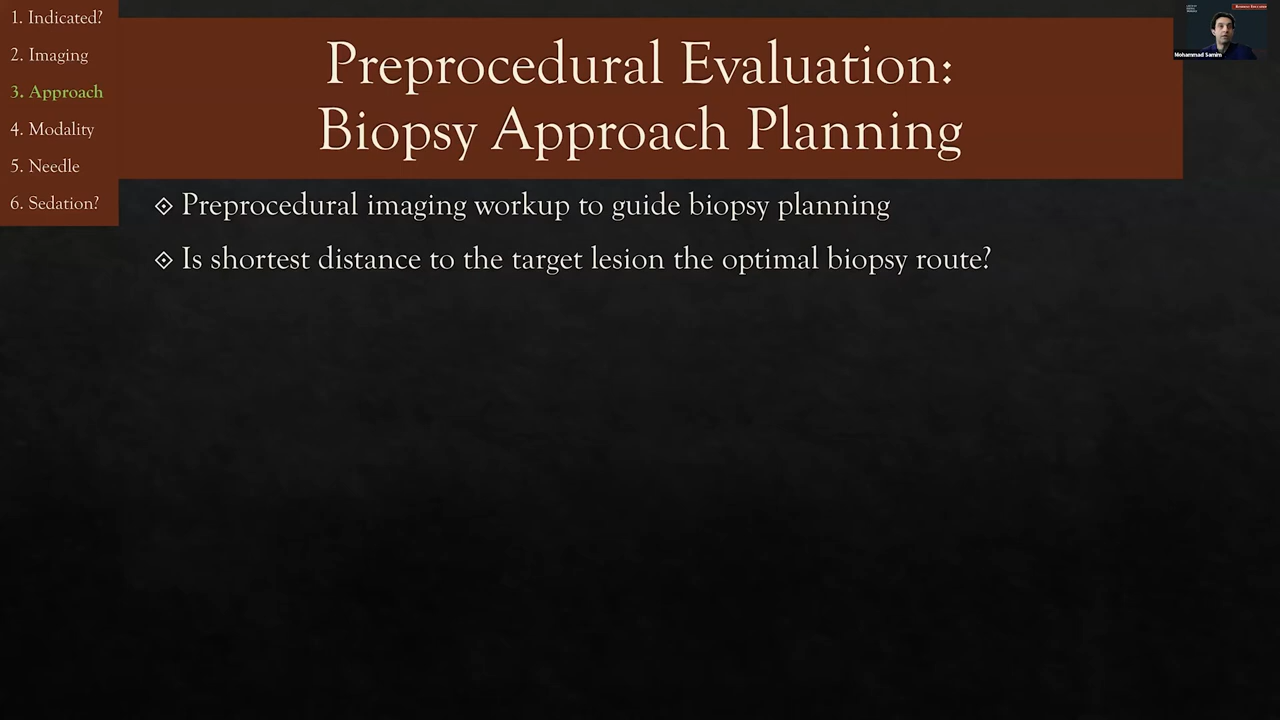 1. Indicated?
2. Imaging
3. Approach
4. Modality
5. Needle
6. Sedation?
Preprocedural Evaluation:
Biopsy Approach Planning
Preprocedural imaging workup to guide biopsy planning
Is shortest distance to the target lesion the optimal biopsy route?
Mohammad Samim